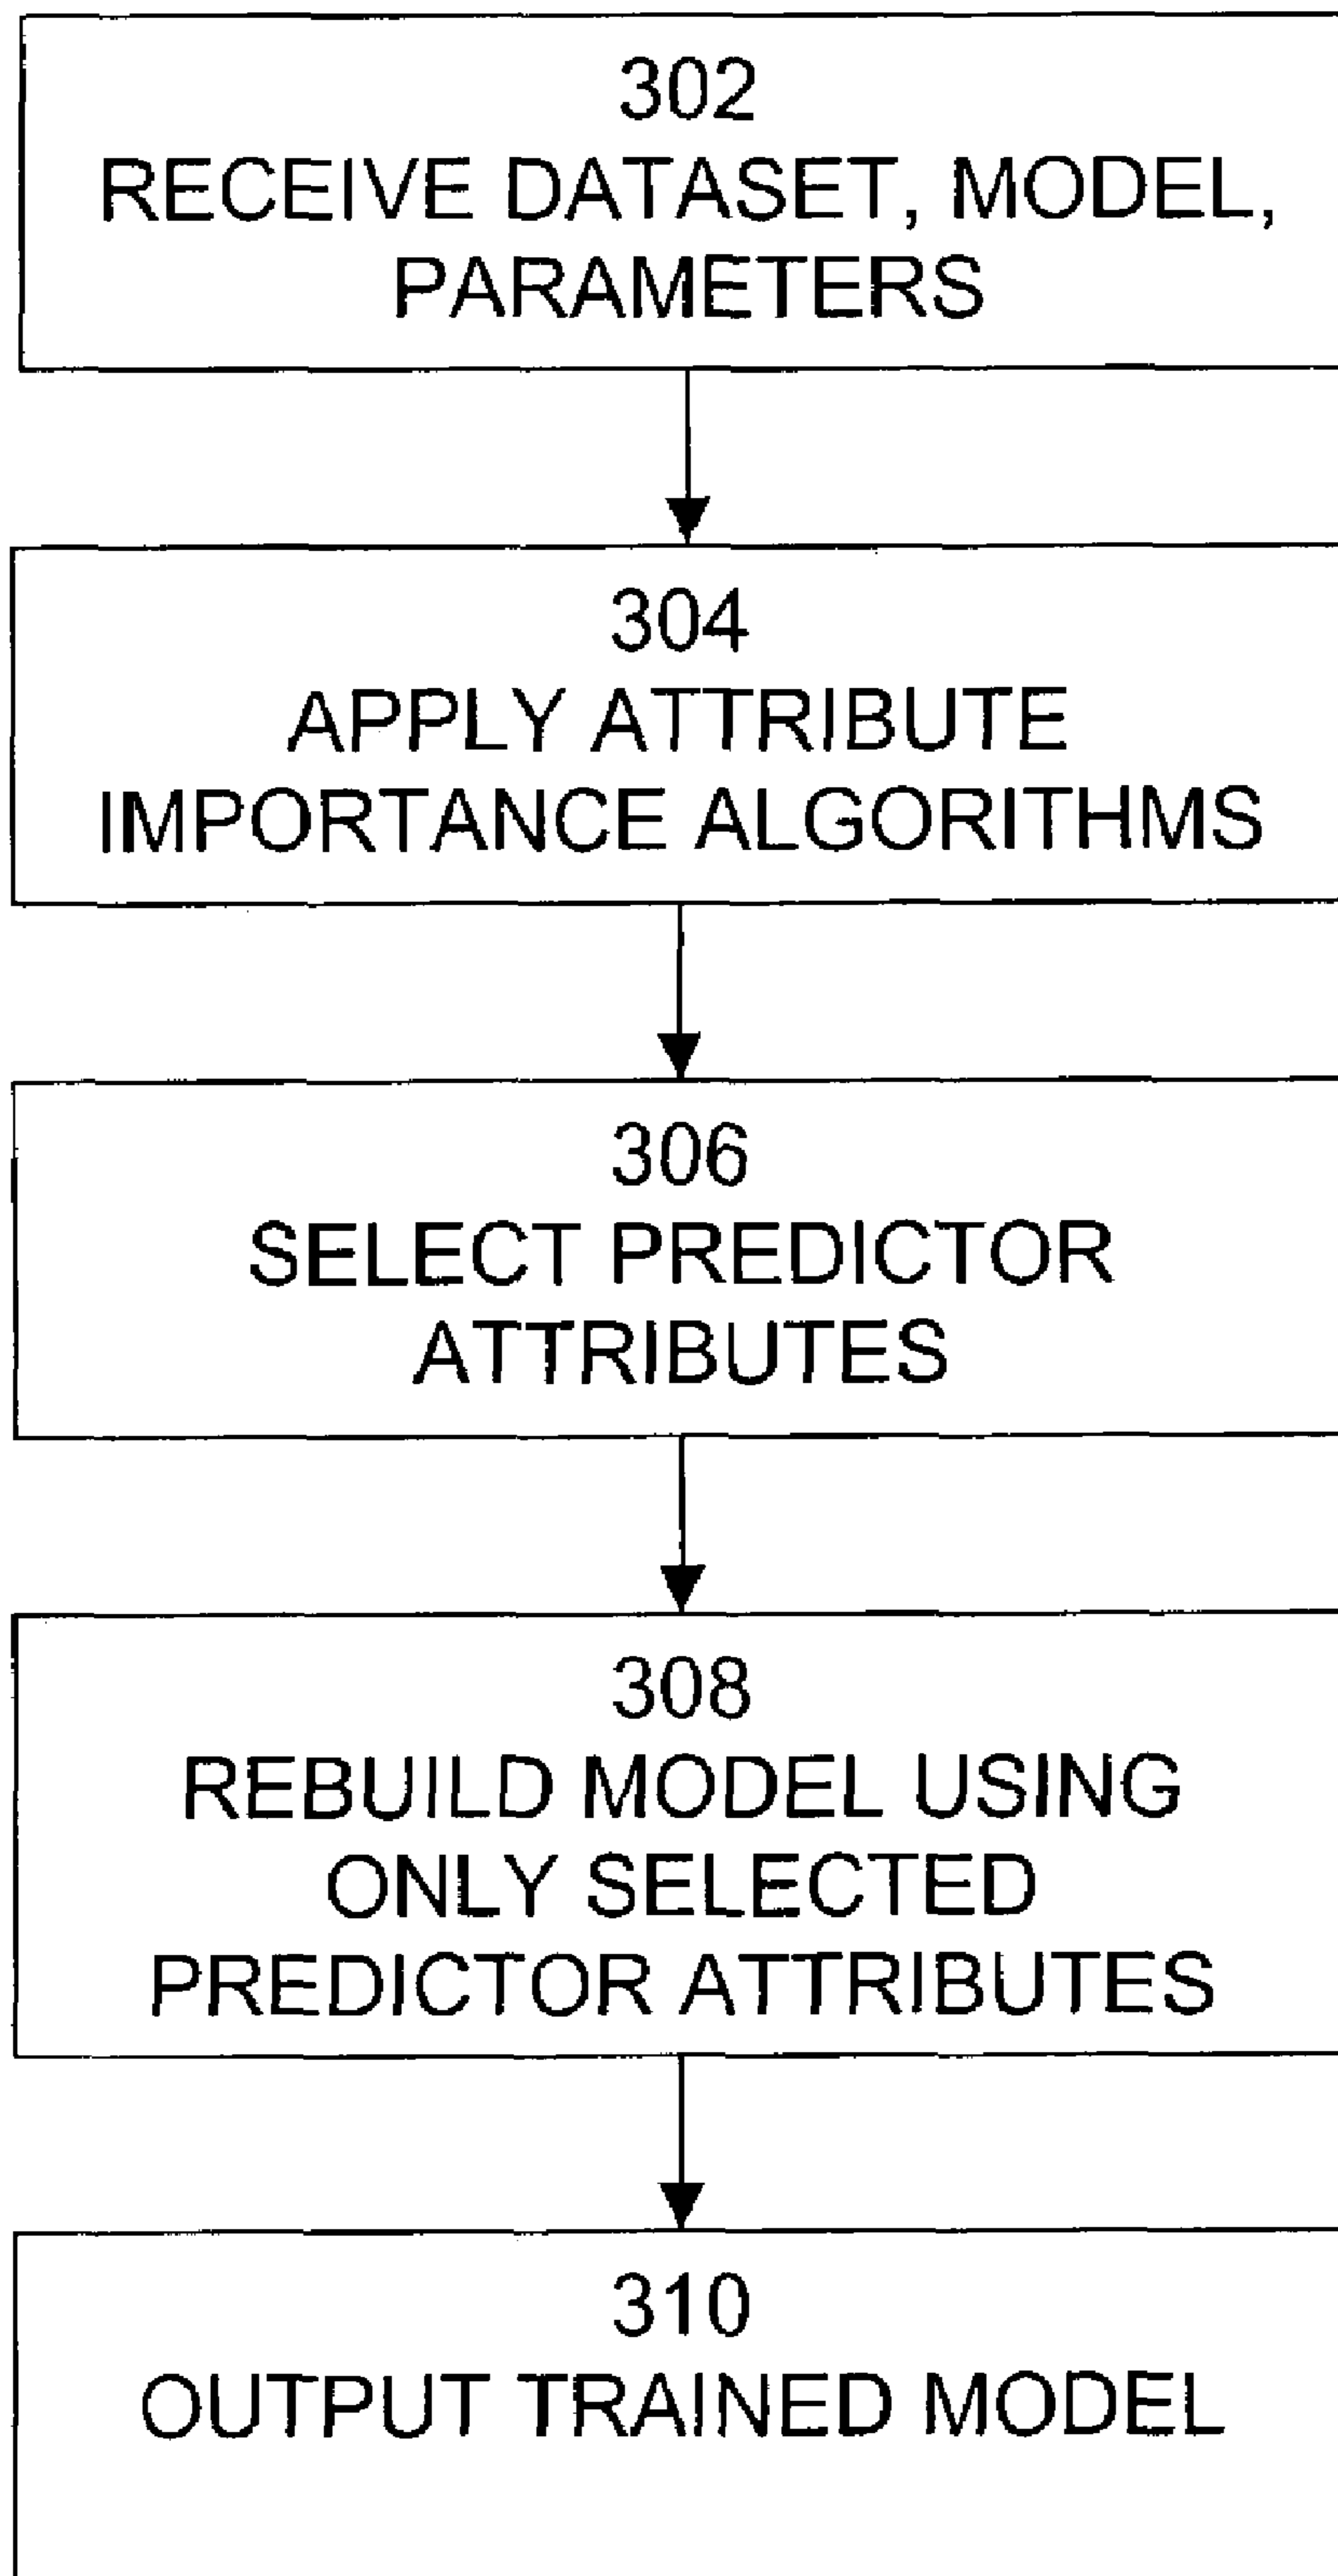 302
RECEIVE DATASET, MODEL,
PARAMETERS
304
APPLY ATTRIBUTE
IMPORTANCE ALGORITHMS
306
SELECT PREDICTOR
ATTRIBUTES
308
REBUILD MODEL USING
ONLY SELECTED
PREDICTOR ATTRIBUTES
310
OUTPUT TRAINED MODEL